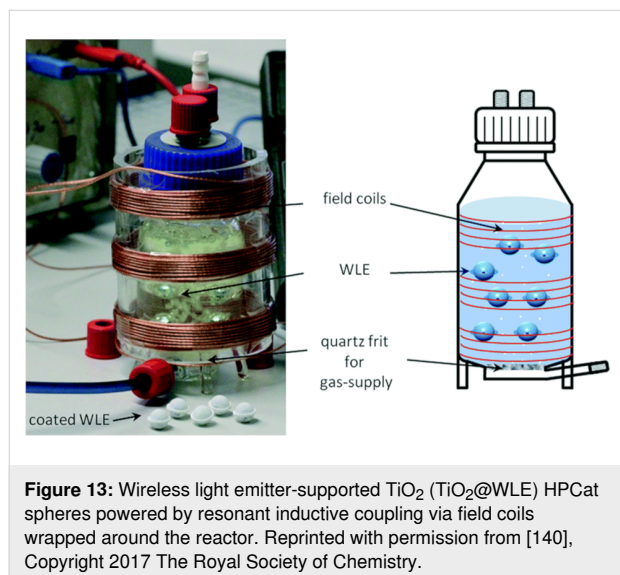 field coils
WLE
quartz frit
for
gas-supply
coated WLE
Figure 13: Wireless light emitter-supported TiO2 (TiO2@WLE) HPCat
spheres powered by resonant inductive coupling via field coils
wrapped around the reactor. Reprinted with permission from [140],
Copyright 2017 The Royal Society of Chemistry.